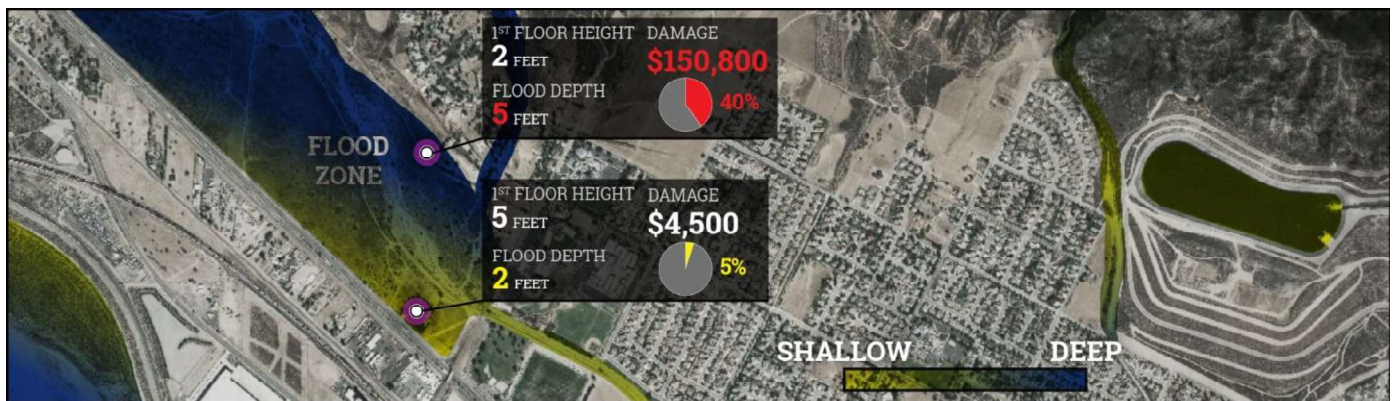 1ST FLOOR HEIGHT DAMAGE
2 FEET $150,800
FLOOD DEPTH
5 FEET 40%
FLOOD
ZONE
1ST FLOOR HEIGHT DAMAGE
5 FEET $4,500
FLOOD DEPTH
2 FEET 5%
SHALLOW DEEP